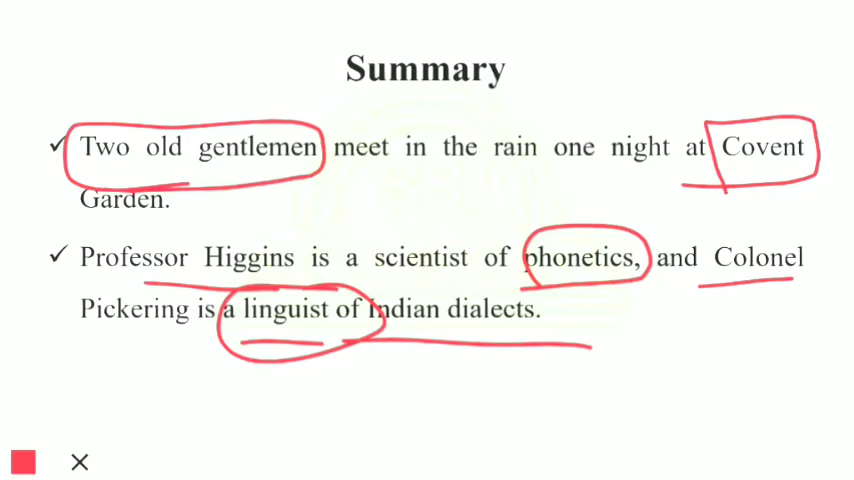 Summary
✓ Two old gentlemen meet in the rain one night at Covent
Garden.
✓ Professor Higgins is a scientist of phonetics, and Colonel
Pickering is a linguist of Indian dialects.